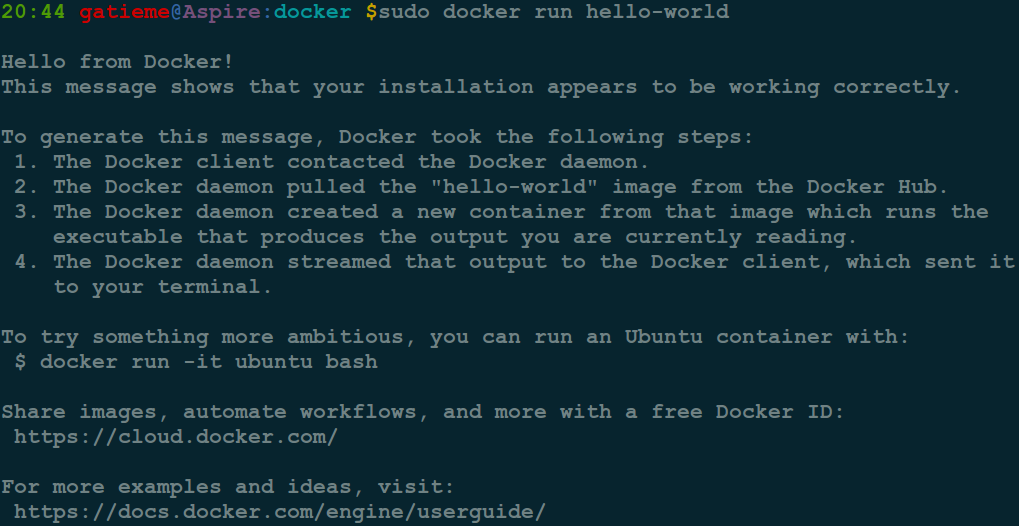 20:44 gatieme@Aspire:docker $sudo docker run hello-world
Hello from Docker!
This message shows that your installation appears to be working correctly.
To generate this message, Docker took the following steps:
1. The Docker client contacted the Docker daemon.
2. The Docker daemon pulled the "hello-world" image from the Docker Hub.
3. The Docker daemon created a new container from that image which runs the
executable that produces the output you are currently reading.
4. The Docker daemon streamed that output to the Docker client, which sent it
to your terminal.
To try something more ambitious, you can run an Ubuntu container with:
$ docker run -it ubuntu bash
Share images, automate workflows, and more with a free Docker ID:
https://cloud.docker.com/
For more examples and ideas, visit:
https://docs.docker.com/engine/userguide/